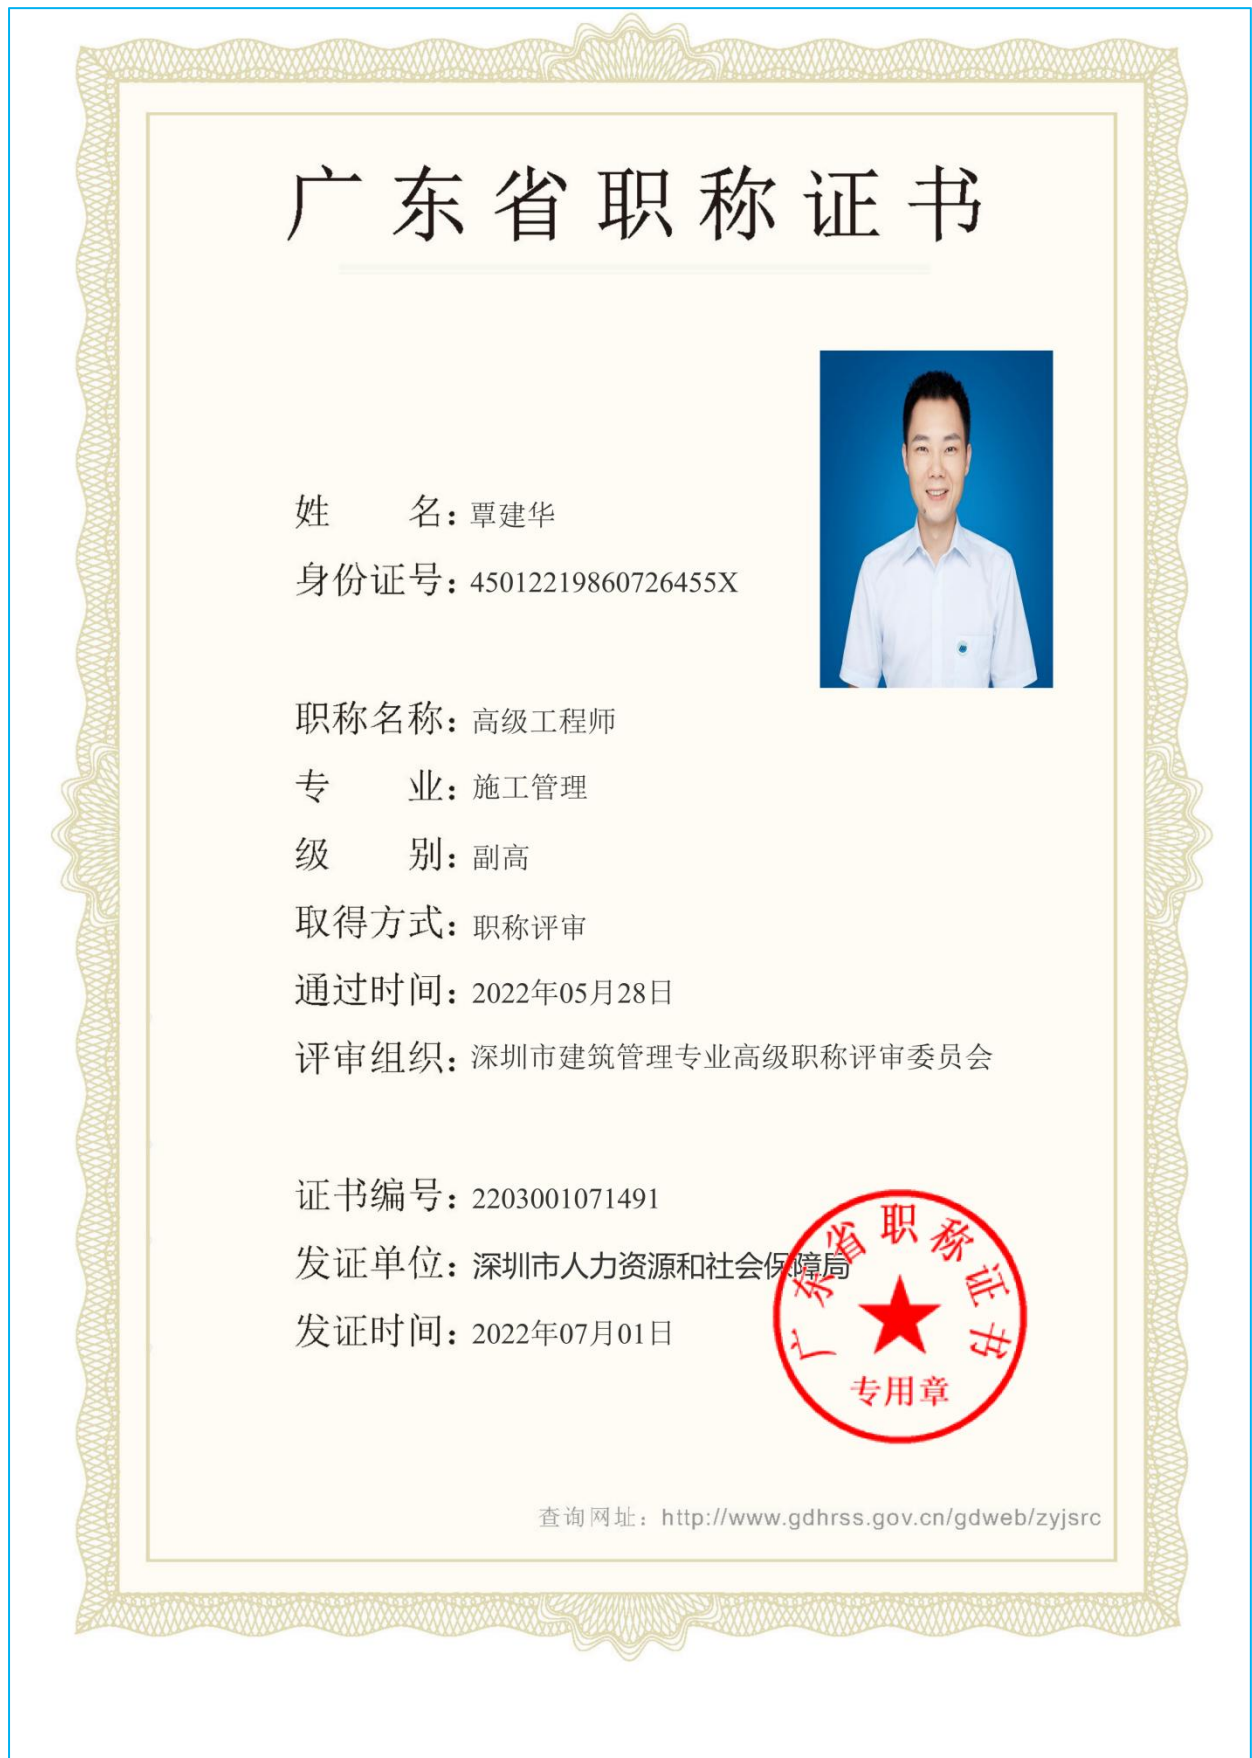 广东省职称证书
姓名：覃建华
身份证号：45012219860726455X
职称名称：高级工程师
专业：施工管理
级别：副高
取得方式：职称评审
通过时间：2022年05月28日
评审组织：深圳市建筑管理专业高级职称评审委员会
证书编号：2203001071491
发证单位：深圳市人力资源和社会保障局
发证时间：2022年07月01日
广东省职称证书
专用章
查询网址：http://www.gdhrss.gov.cn/gdweb/zyjsrc